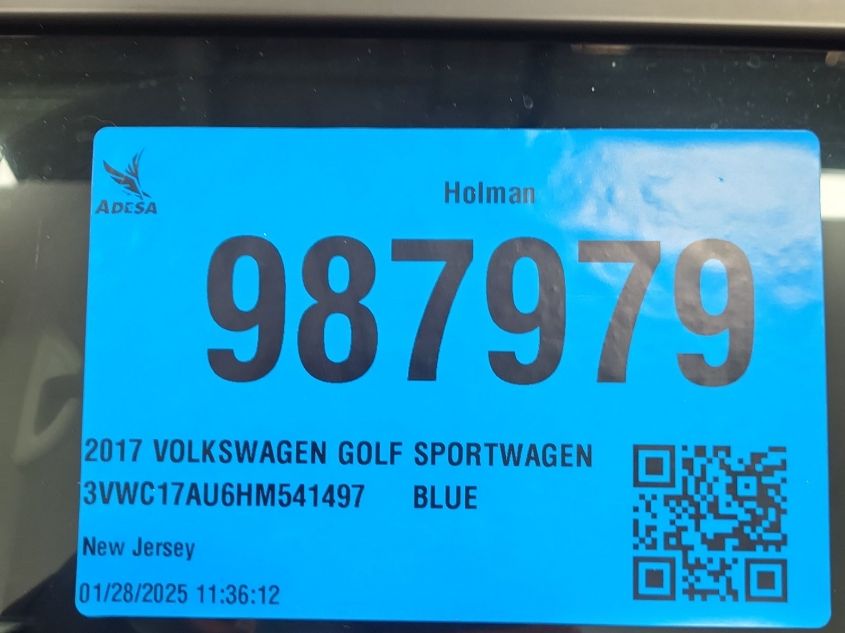 ADESA
Holman
987979
2017 VOLKSWAGEN GOLF SPORTWAGEN
3VWC17AU6HM541497 BLUE
New Jersey
01/28/2025 11:36:12